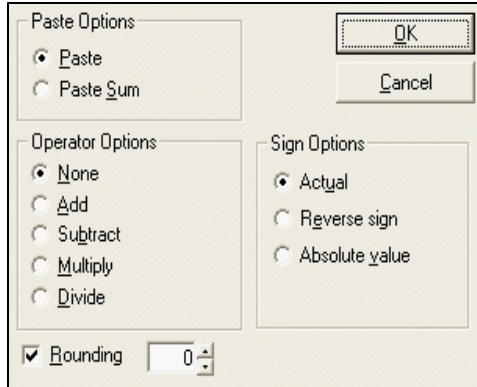 Paste Options
Paste
Paste Sum
OK
Cancel
Operator Options
None
Add
Subtract
Multiply
Divide
Sign Options
Actual
Reverse sign
Absolute value
Rounding 0